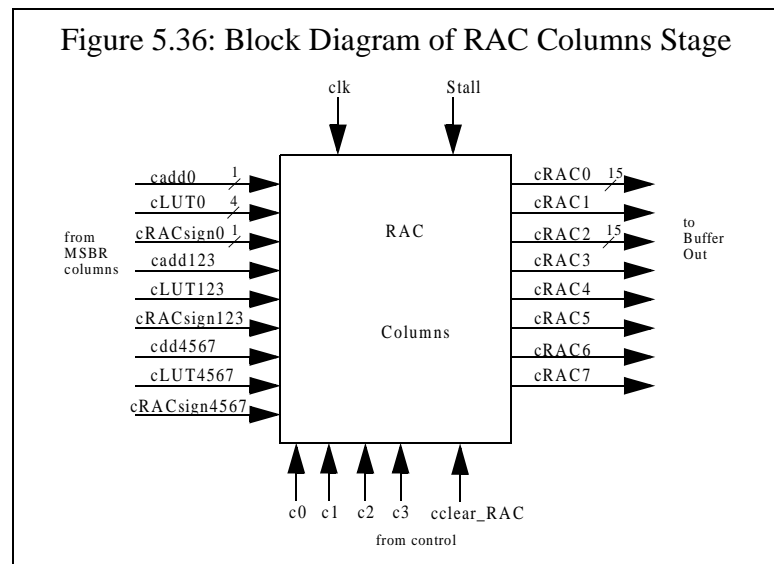 Figure 5.36: Block Diagram of RAC Columns Stage
clk
Stall
cadd0
1
cLUT0
4
cRACsign0
1
cadd123
cLUT123
cRACsign123
cdd4567
cLUT4567
cRACsign4567
from
MSBR
columns
RAC
Columns
cRAC0
15
cRAC1
cRAC2
15
cRAC3
cRAC4
cRAC5
cRAC6
cRAC7
to
Buffer
Out
c0
c1
c2
c3
cclear_RAC
from control